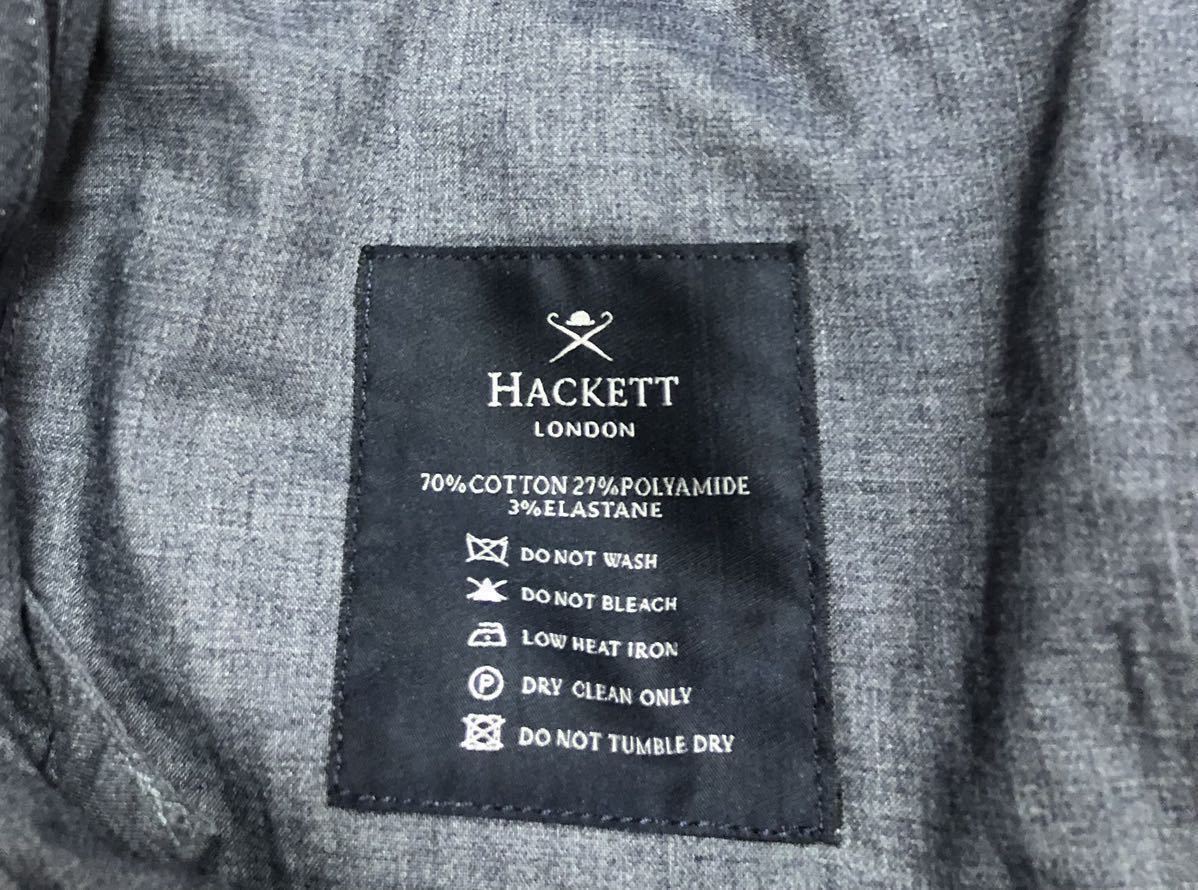 HACKETT
LONDON
70%COTTON 27%POLYAMIDE
3%ELASTANE
DO NOT WASH
DO NOT BLEACH
LOW HEAT IRON
P DRY CLEAN ONLY
DO NOT TUMBLE DRY